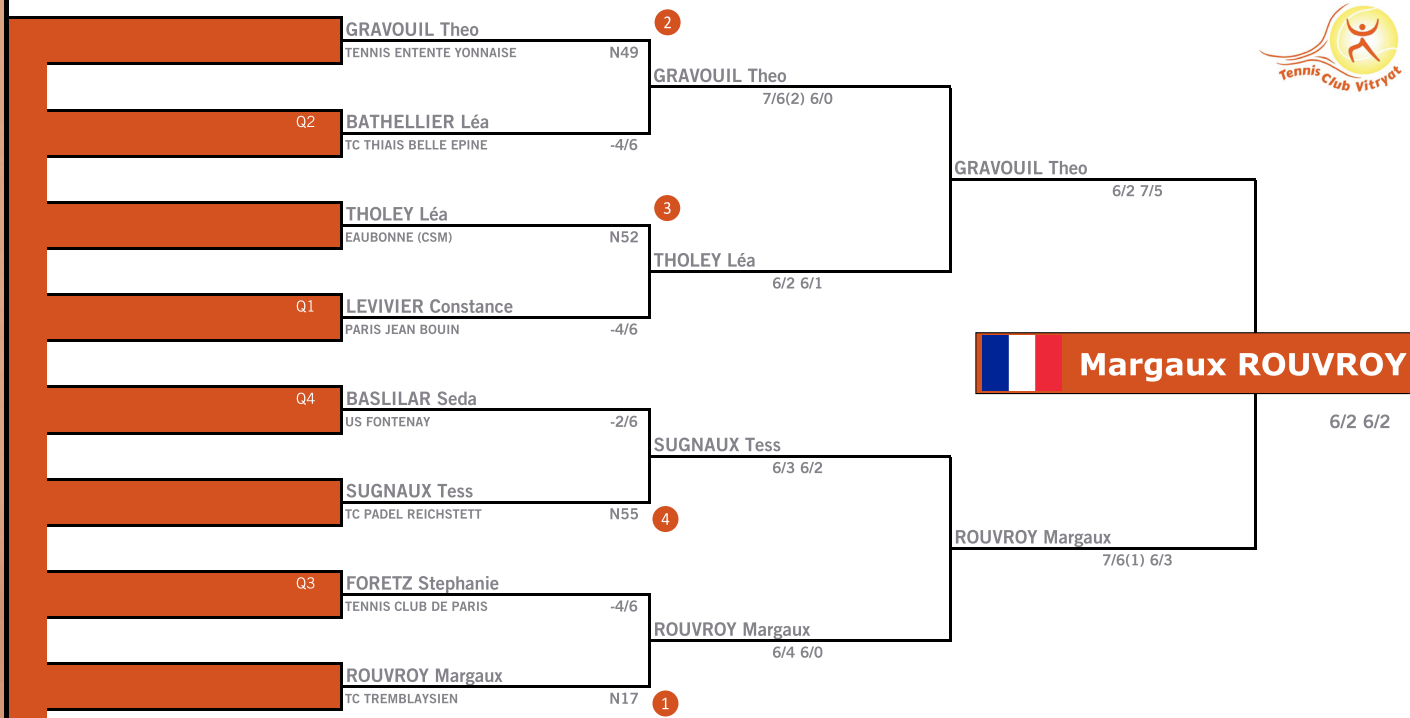 2
GRAVOUIL Theo
TENNIS ENTENTE YONNAISE N49
GRAVOUIL Theo
7/6(2) 6/0
Q2 BATHELLIER Léa
TC THIAIS BELLE EPINE -4/6
GRAVOUIL Theo
6/2 7/5
3
THOLEY Léa
EAUBONNE (CSM) N52
THOLEY Léa
6/2 6/1
Q1 LEVIVIER Constance
PARIS JEAN BOUIN -4/6
Margaux ROUVROY
6/2 6/2
Q4 BASLILAR Seda
US FONTENAY -2/6
SUGNAUX Tess
6/3 6/2
SUGNAUX Tess
TC PADEL REICHSTETT N55
4
ROUVROY Margaux
7/6(1) 6/3
Q3 FORETZ Stephanie
TENNIS CLUB DE PARIS -4/6
ROUVROY Margaux
6/4 6/0
ROUVROY Margaux
TC TREMBLAYSIEN N17
1
Tennis Club Vitryat